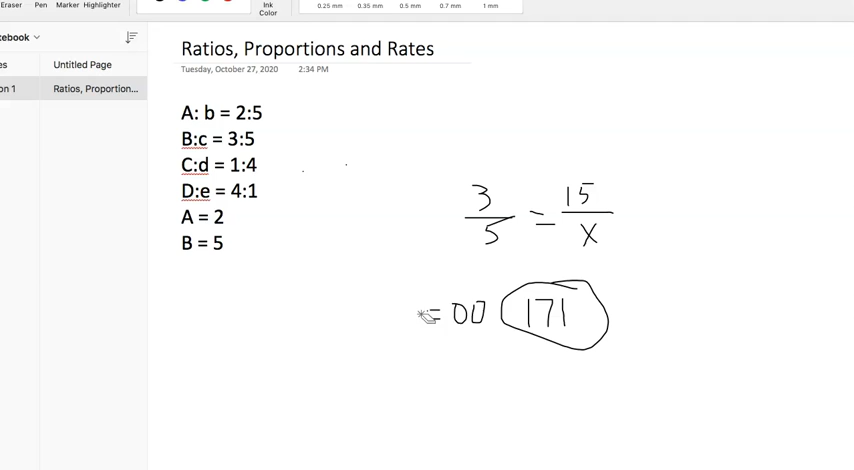 Eraser Pen Marker Highlighter Ink Color 0.25 mm 0.35 mm 0.5 mm 0.7 mm 1 mm
tebook
es Untitled Page
on 1 Ratios, Proportion...
Ratios, Proportions and Rates
Tuesday, October 27, 2020 2:34 PM
A: b = 2:5
B:c = 3:5
C:d = 1:4
D:e = 4:1
A = 2
B = 5
3/5 = 15/x
= 00 171